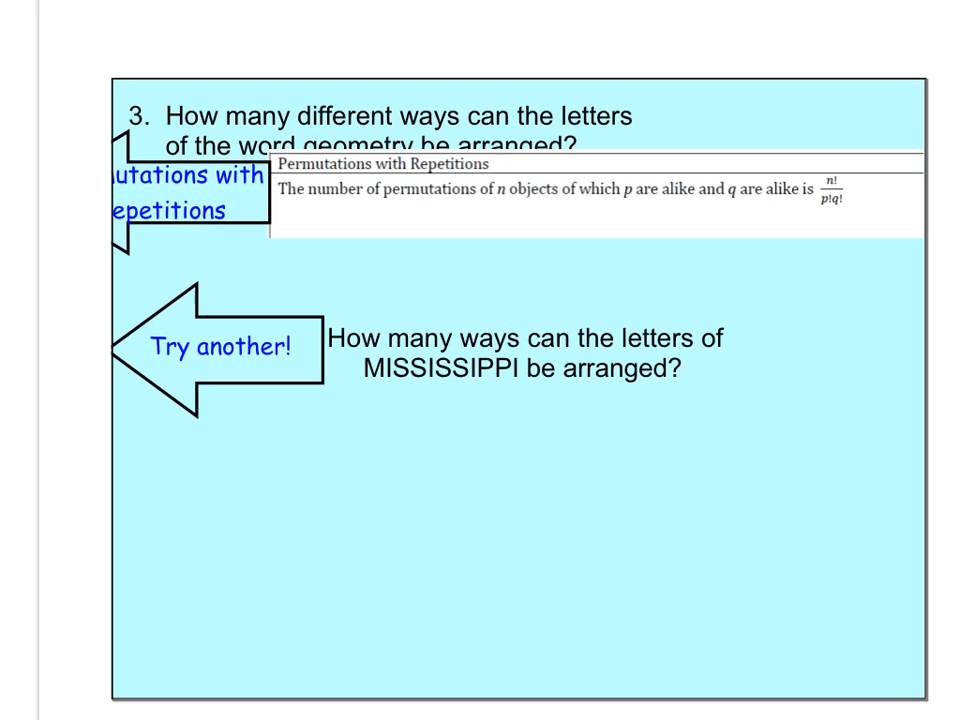 3. How many different ways can the letters
of the word geometry be arranged?
utations with
epetitions
Permutations with Repetitions
The number of permutations of n objects of which p are alike and q are alike is n!/p!q!
Try another!
How many ways can the letters of
MISSISSIPPI be arranged?